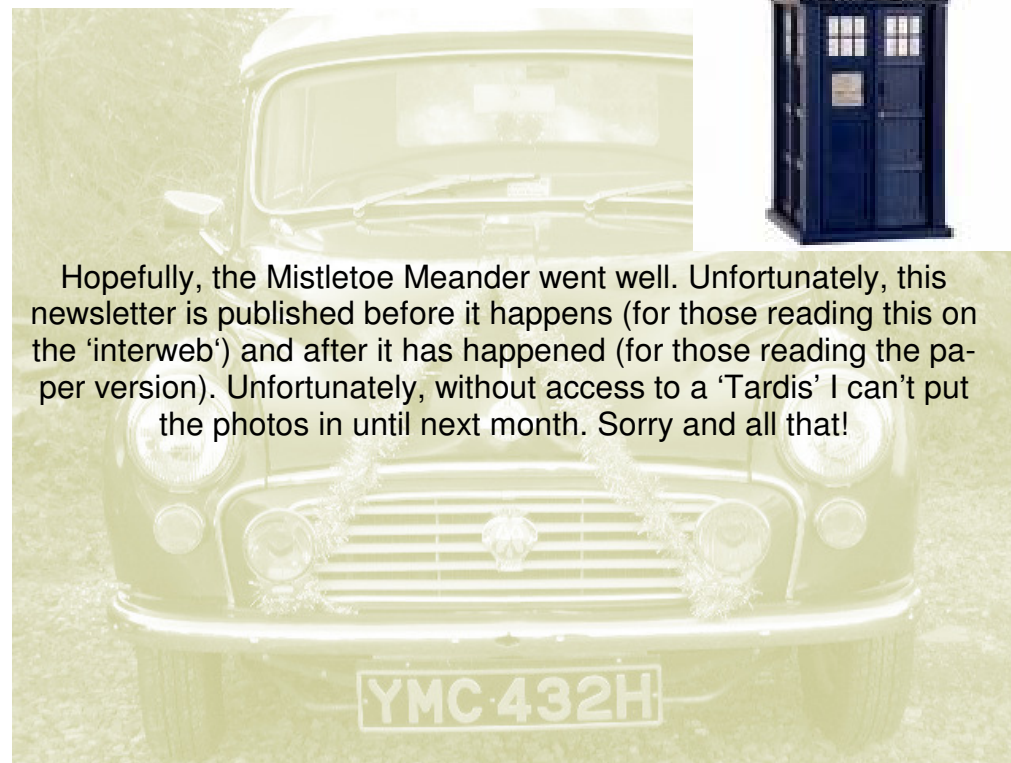 Hopefully, the Mistletoe Meander went well. Unfortunately, this
newsletter is published before it happens (for those reading this on
the ‘interweb‘) and after it has happened (for those reading the pa-
per version). Unfortunately, without access to a ‘Tardis’ I can’t put
the photos in until next month. Sorry and all that!
YMC 432H